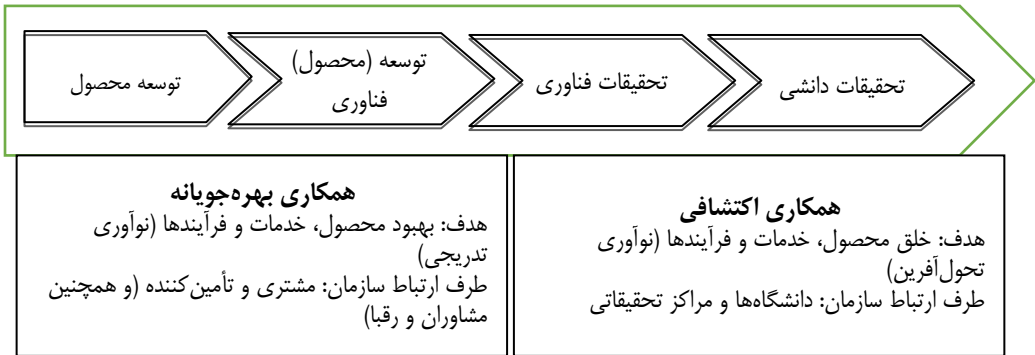 تحقیقات دانشی
تحقیقات فناوری
توسعه (محصول)
فناوری
توسعه محصول
همکاری اکتشافی
هدف: خلق محصول، خدمات و فرآیندها (نوآوری
تحول‌آفرین)
طرف ارتباط سازمان: دانشگاه‌ها و مراکز تحقیقاتی
همکاری بهره‌جویانه
هدف: بهبود محصول، خدمات و فرآیندها (نوآوری
تدریجی)
طرف ارتباط سازمان: مشتری و تأمین‌کننده (و همچنین
مشاوران و رقبا)